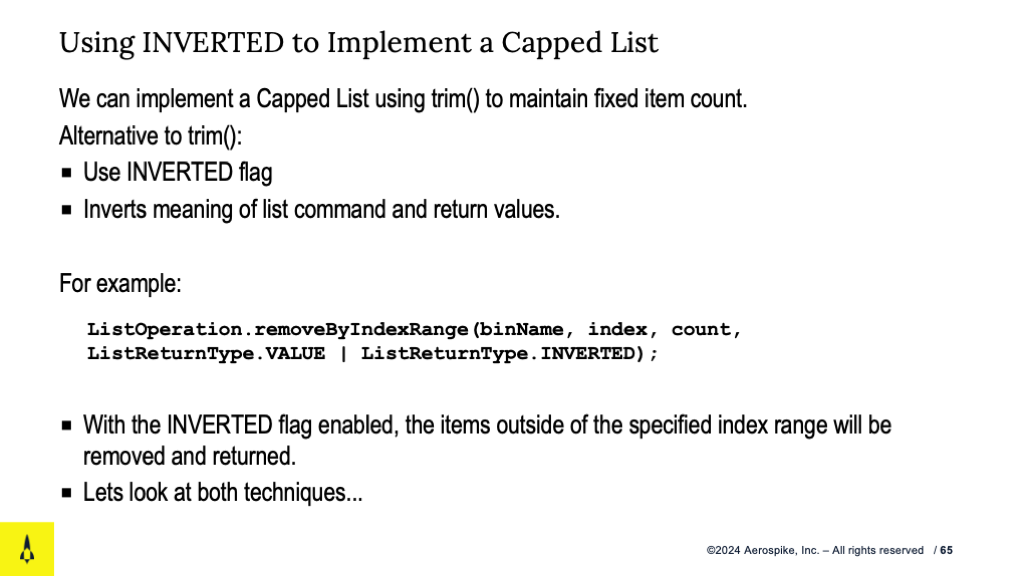 Using INVERTED to Implement a Capped List
We can implement a Capped List using trim() to maintain fixed item count.
Alternative to trim():
■ Use INVERTED flag
■ Inverts meaning of list command and return values.
For example:
ListOperation.removeByIndexRange(binName, index, count,
ListReturnType.VALUE | ListReturnType.INVERTED);
■ With the INVERTED flag enabled, the items outside of the specified index range will be
removed and returned.
■ Lets look at both techniques...
©2024 Aerospike, Inc. – All rights reserved / 65